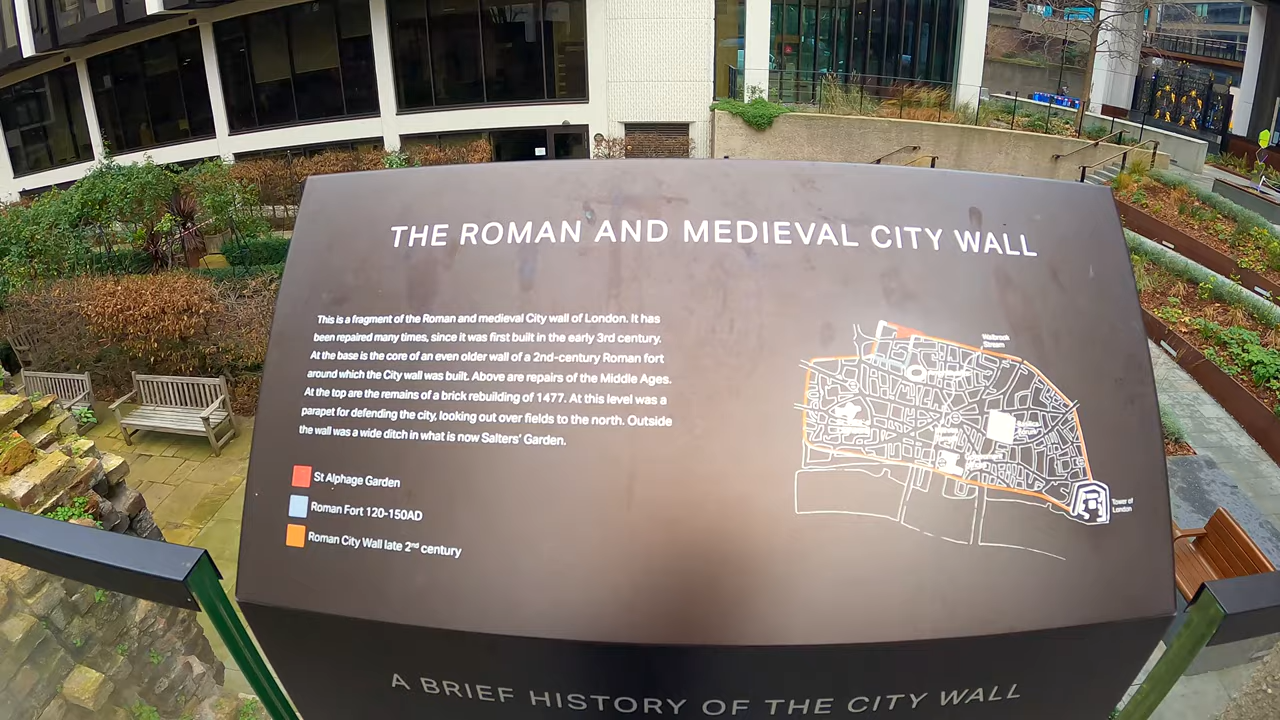 THE ROMAN AND MEDIEVAL CITY WALL
This is a fragment of the Roman and medieval City wall of London. It has
been repaired many times, since it was first built in the early 3rd century.
At the base is the core of an even older wall of a 2nd-century Roman fort
around which the City wall was built. Above are repairs of the Middle Ages.
At the top are the remains of a brick rebuilding of 1477. At this level was a
parapet for defending the city, looking out over fields to the north. Outside
the wall was a wide ditch in what is now Salters' Garden.
St Alphage Garden
Roman Fort 120-150AD
Roman City Wall late 2nd century
Walbrook
Stream
Tower of
London
A BRIEF HISTORY OF THE CITY WALL